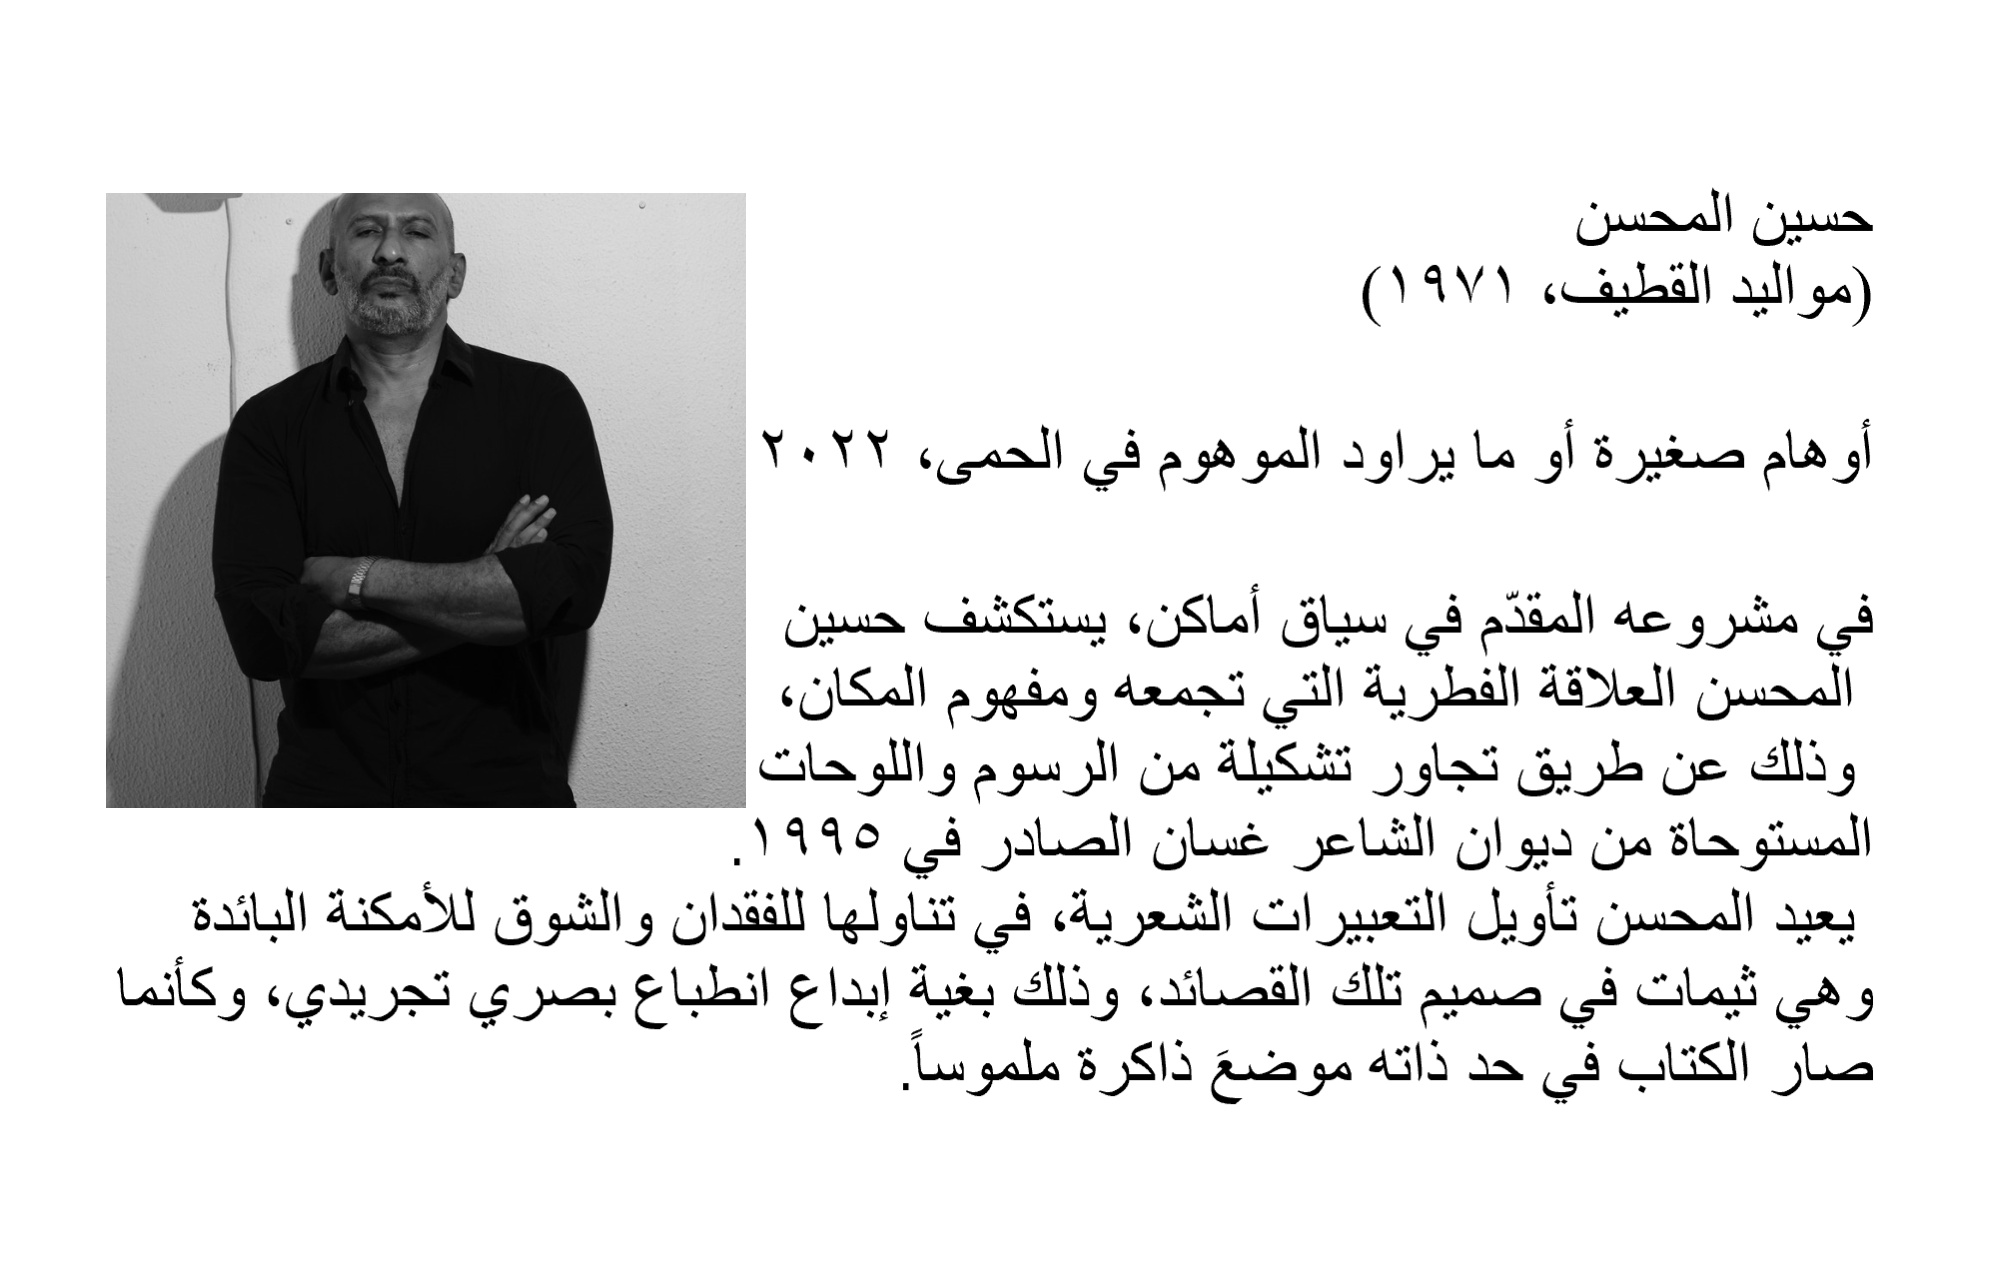 حسين المحسن
(مواليد القطيف، ١٩٧١)
أوهام صغيرة أو ما يراود الموهوم في الحمى، ٢٠٢٢
في مشروعه المقدّم في سياق أماكن، يستكشف حسين
المحسن العلاقة الفطرية التي تجمعه ومفهوم المكان،
وذلك عن طريق تجاور تشكيلة من الرسوم واللوحات
المستوحاة من ديوان الشاعر غسان الصادر في ١٩٩٥.
يعيد المحسن تأويل التعبيرات الشعرية، في تناولها للفقدان والشوق للأمكنة البائدة
وهي ثيمات في صميم تلك القصائد، وذلك بغية إبداع انطباع بصري تجريدي، وكأنما
صار الكتاب في حد ذاته موضعَ ذاكرة ملموساً.